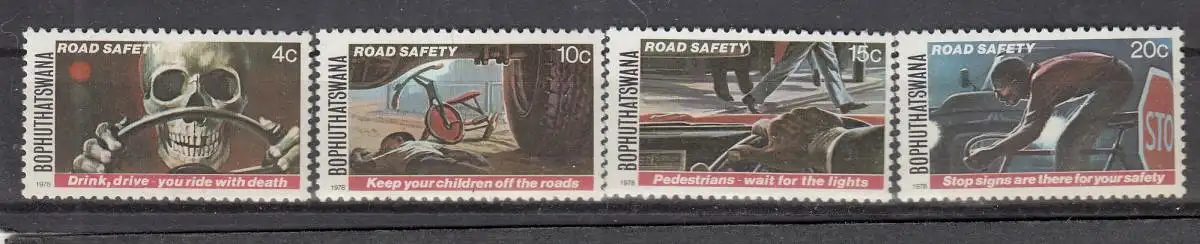 ROAD SAFETY 4c
BOPHUTHATSWANA
1978
Drink, drive - you ride with death
ROAD SAFETY 10c
BOPHUTHATSWANA
1978
Keep your children off the roads
ROAD SAFETY 15c
BOPHUTHATSWANA
1978
Pedestrians - wait for the lights
ROAD SAFETY 20c
BOPHUTHATSWANA
1978
STO
Stop signs are there for your safety